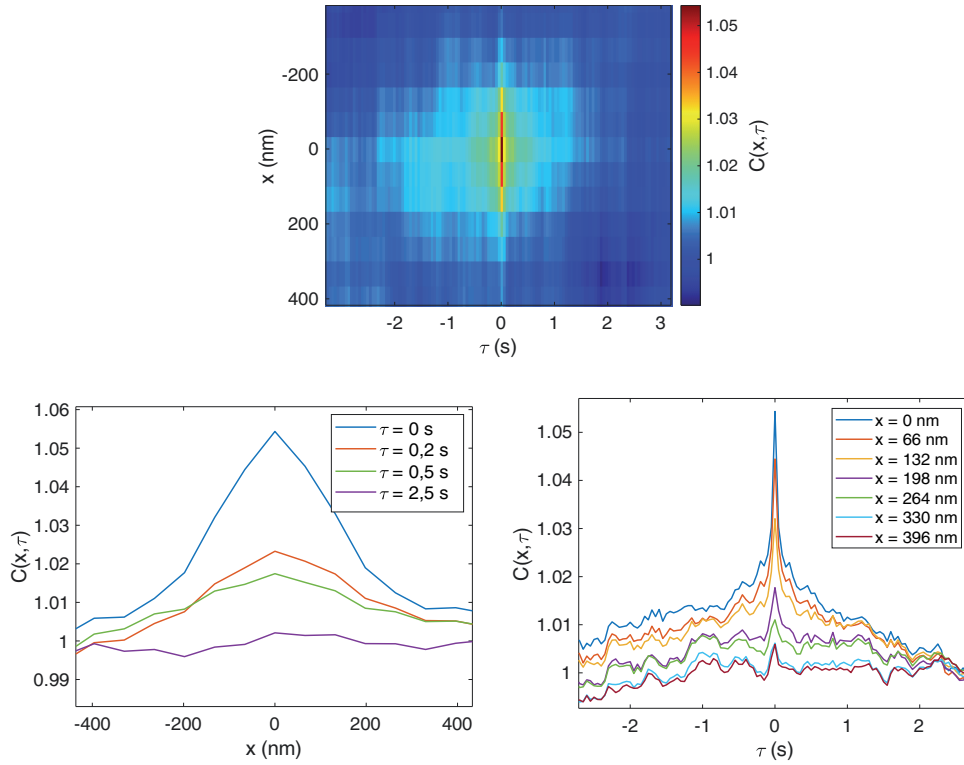 -200
0
200
400
x (nm)
-2
-1
0
1
2
3
τ (s)
1.05
1.04
1.03
1.02
1.01
1
C(x,τ)
1.06
1.05
1.04
1.03
1.02
1.01
1
0.99
C(x,τ)
-400
-200
0
200
400
x (nm)
τ = 0 s
τ = 0,2 s
τ = 0,5 s
τ = 2,5 s
1.05
1.04
1.03
1.02
1.01
1
C(x,τ)
-2
-1
0
1
2
τ (s)
x = 0 nm
x = 66 nm
x = 132 nm
x = 198 nm
x = 264 nm
x = 330 nm
x = 396 nm